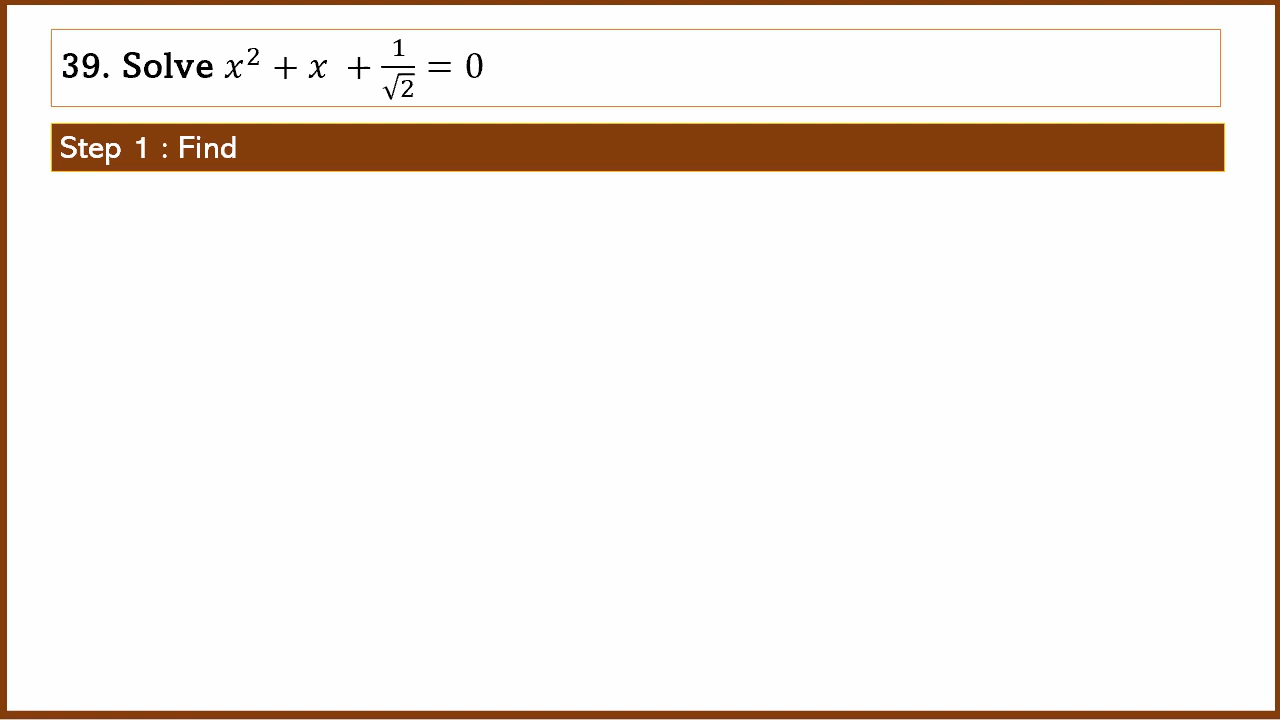 39. Solve x² + x + 1/√2 = 0
Step 1 : Find